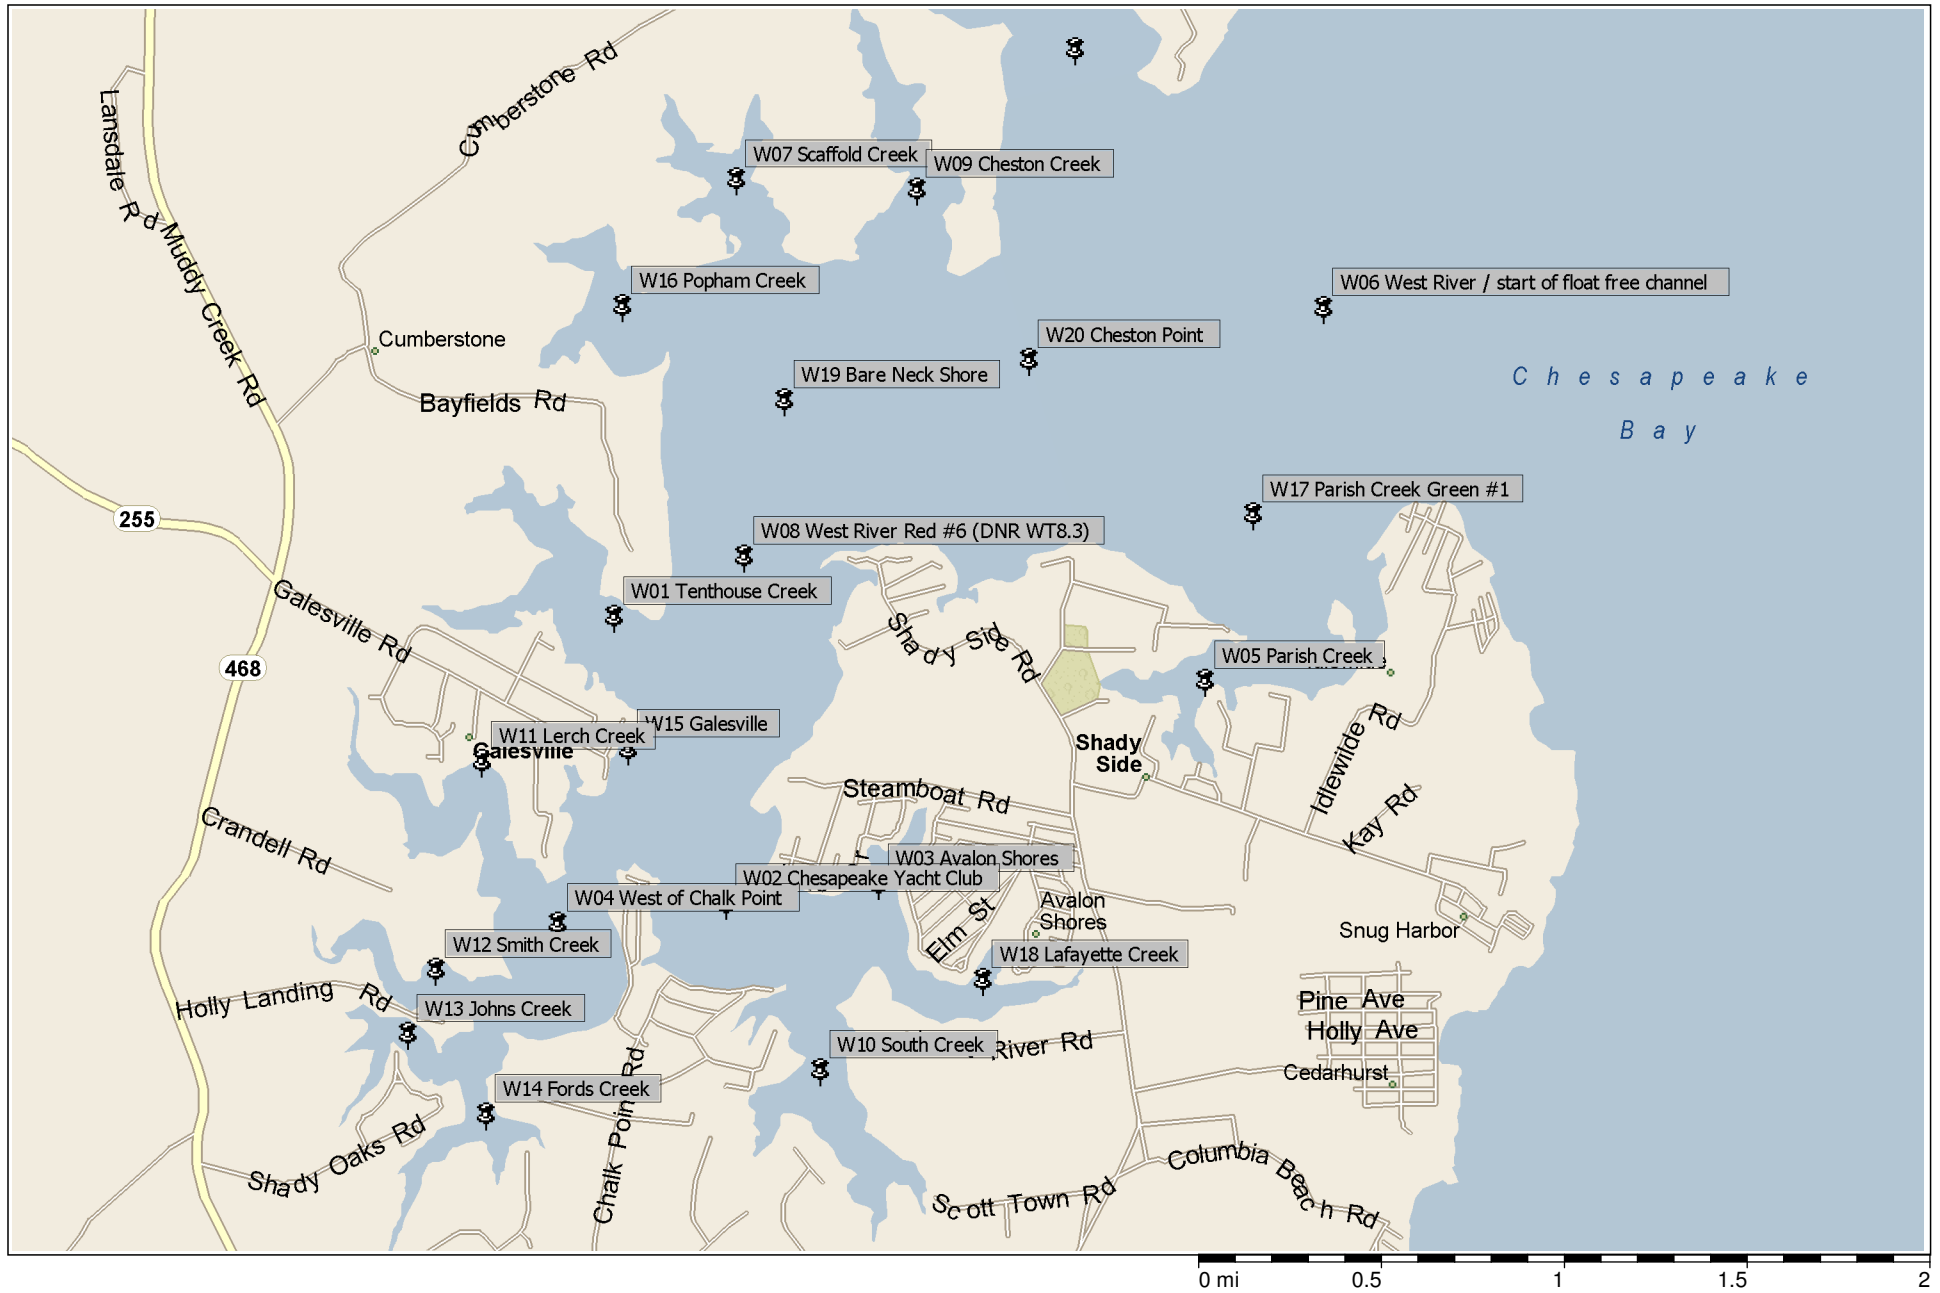 Cumberstone Rd
Lansdale Rd
W07 Scaffold Creek
W09 Cheston Creek
Muddy Creek Rd
W16 Popham Creek
W06 West River / start of float free channel
Cumberstone
W20 Cheston Point
W19 Bare Neck Shore
Chesapeake
Bay
Bayfields Rd
W17 Parish Creek Green #1
255
W08 West River Red #6 (DNR WT8.3)
W01 Tenthouse Creek
Galesville Rd
Shady Side Rd
468
W05 Parish Creek
W15 Galesville
W11 Lerch Creek
Galesville
Idlewilde Rd
Shady
Side
Steamboat Rd
Kay Rd
Crandell Rd
W03 Avalon Shores
W02 Chesapeake Yacht Club
W04 West of Chalk Point
Avalon
Shores
Elm St
Snug Harbor
W12 Smith Creek
W18 Lafayette Creek
Holly Landing Rd
Pine Ave
W13 Johns Creek
Holly Ave
W10 South Creek
River Rd
Cedarhurst
W14 Fords Creek
Chalk Point Rd
Shady Oaks Rd
Columbia Beach Rd
Scott Town Rd
0 mi 0.5 1 1.5 2